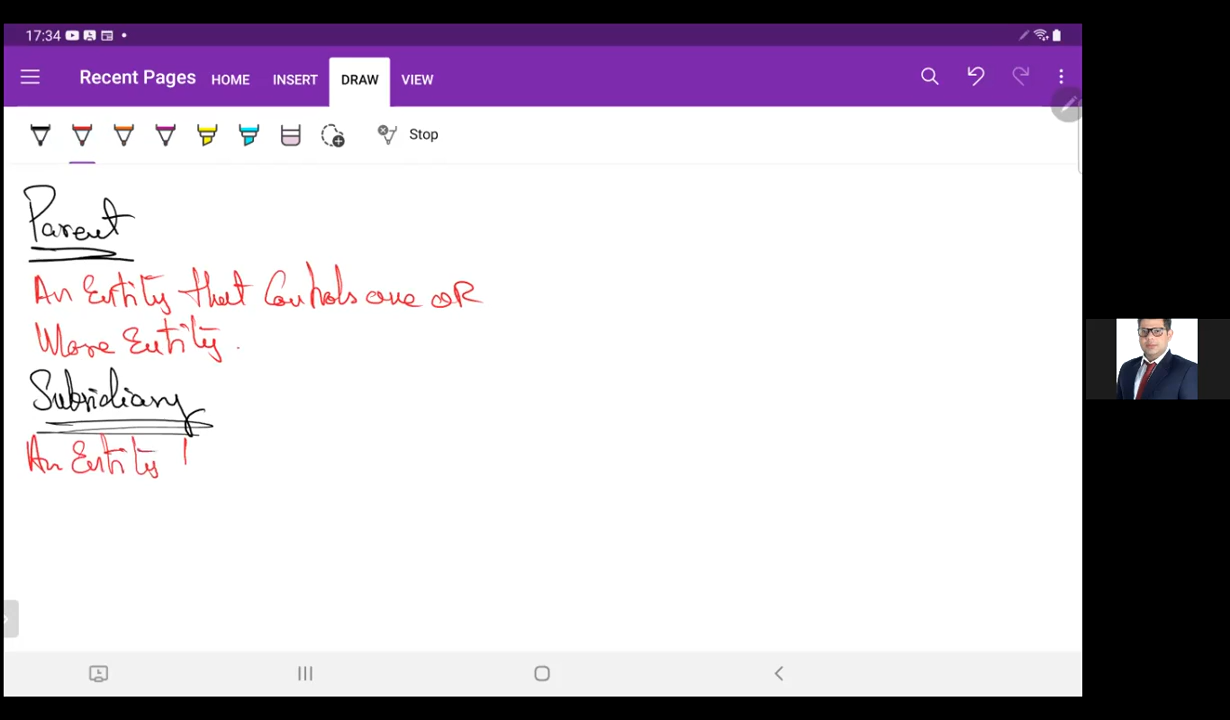 17:34
Recent Pages HOME INSERT DRAW VIEW
Stop
Parent
An Entity that Controls one OR
More Entity.
Subsidiary
An Entity